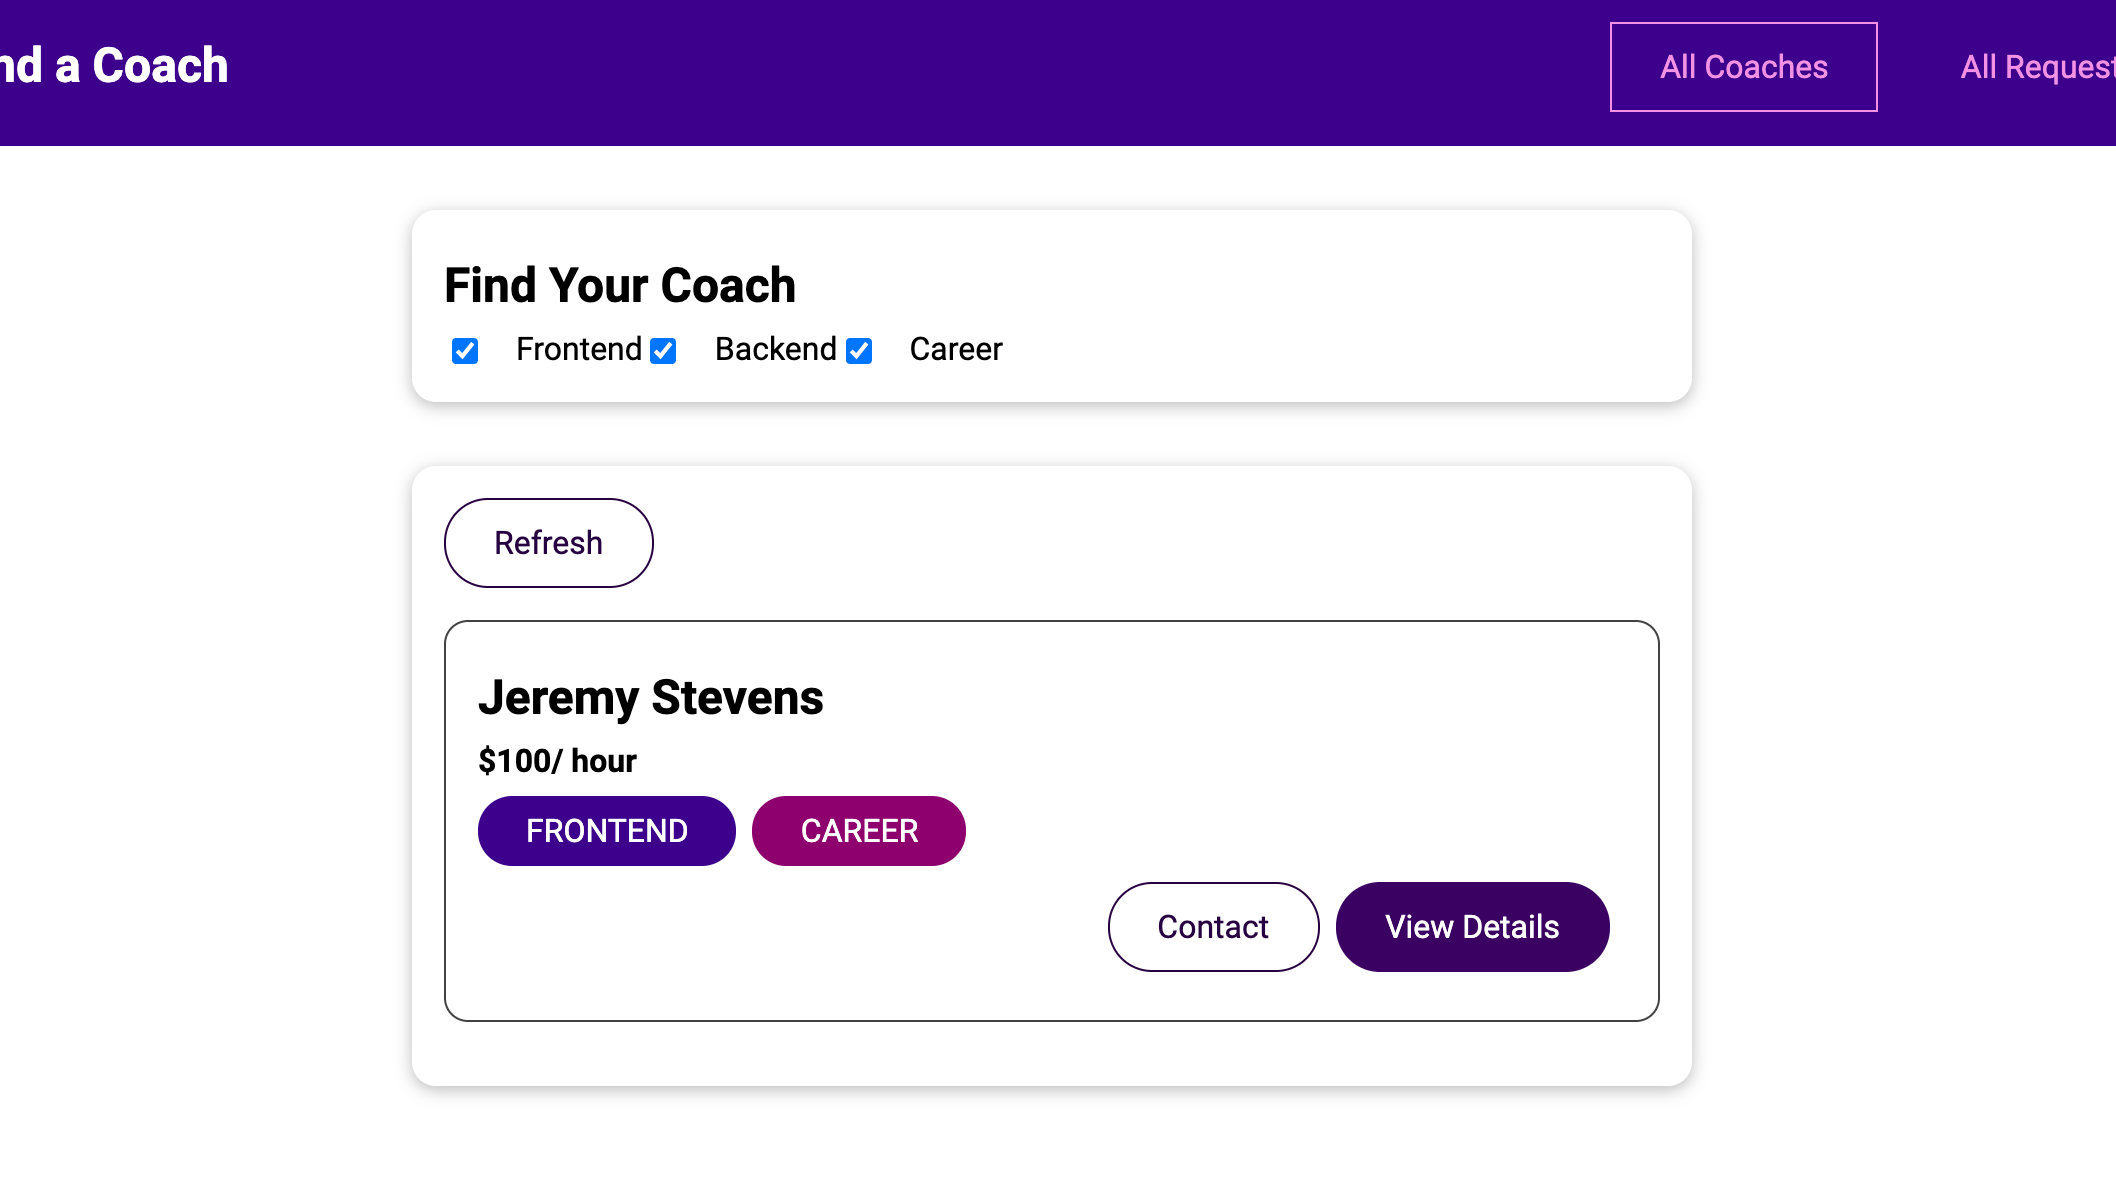 nd a Coach
All Coaches
All Request
Find Your Coach
Frontend Backend Career
Refresh
Jeremy Stevens
$100/ hour
FRONTEND CAREER
Contact View Details